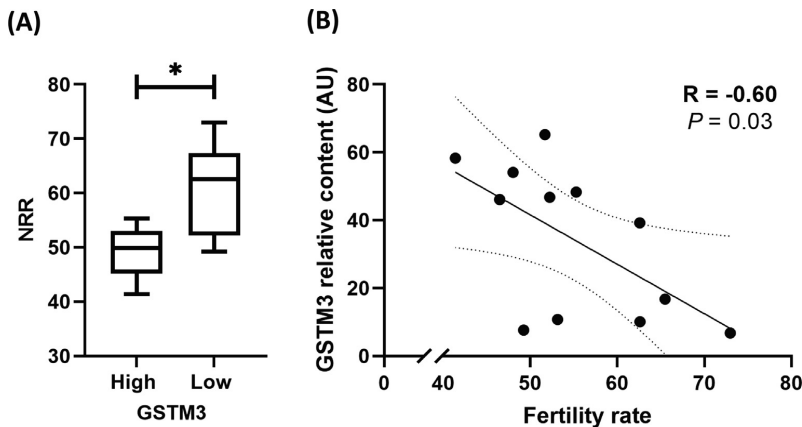 (A)
*
80
70
60
50
40
30
NRR
High Low
GSTM3
(B)
R = -0.60
P = 0.03
80
60
40
20
0
GSTM3 relative content (AU)
0 40 50 60 70 80
Fertility rate